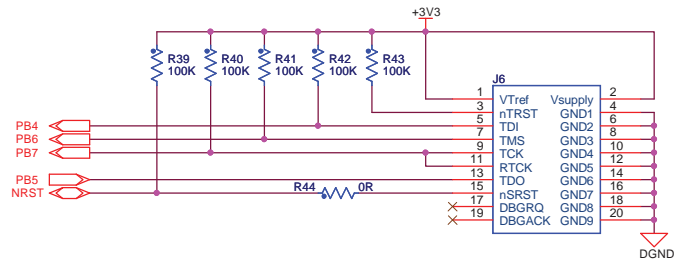 +3V3
R39 R40 R41 R42 R43
100K 100K 100K 100K 100K
J6
1 VTref Vsupply 2
3 nTRST GND1 4
PB4 5 TDI GND2 6
PB6 7 TMS GND3 8
PB7 9 TCK GND4 10
11 RTCK GND5 12
PB5 13 TDO GND6 14
NRST R44 0R 15 nSRST GND7 16
17 DBGRQ GND8 18
19 DBGACK GND9 20
DGND